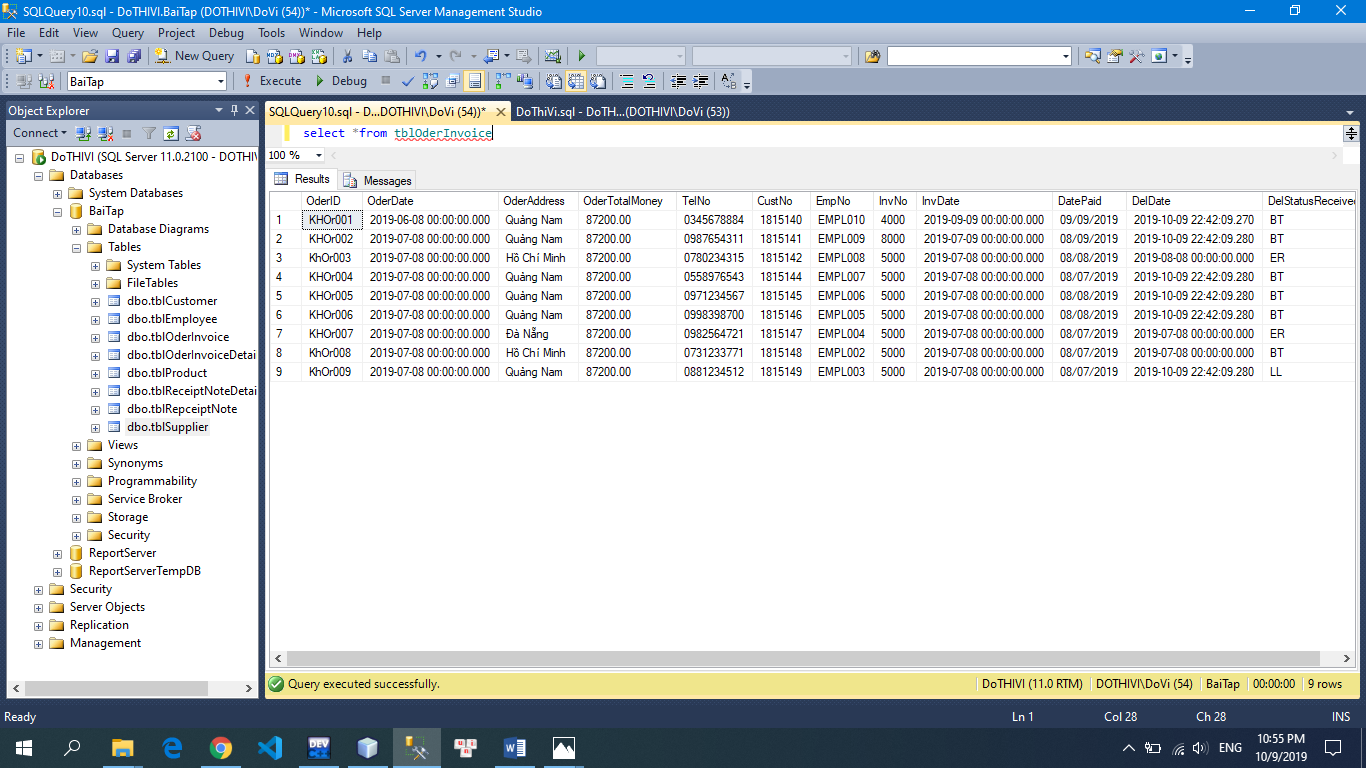 SQLQuery10.sql - DoTHIVI.BaiTap (DOTHIVI\DoVi (54))* - Microsoft SQL Server Management Studio
File Edit View Query Project Debug Tools Window Help
New Query
BaiTap Execute Debug
Object Explorer
Connect
DoTHIVI (SQL Server 11.0.2100 - DOTHIV
Databases
System Databases
BaiTap
Database Diagrams
Tables
System Tables
FileTables
dbo.tblCustomer
dbo.tblEmployee
dbo.tblOderInvoice
dbo.tblOderInvoiceDetai
dbo.tblProduct
dbo.tblReceiptNoteDetai
dbo.tblRepceiptNote
dbo.tblSupplier
Views
Synonyms
Programmability
Service Broker
Storage
Security
ReportServer
ReportServerTempDB
Security
Server Objects
Replication
Management
SQLQuery10.sql - D...DOTHIVI\DoVi (54))* DoThiVi.sql - DoTH...(DOTHIVI\DoVi (53))
select *from tblOderInvoice
100 %
Results Messages
OderID OderDate OderAddress OderTotalMoney TelNo CustNo EmpNo InvNo InvDate DatePaid DelDate DelStatusReceived
1 KHOr001 2019-06-08 00:00:00.000 Quảng Nam 87200.00 0345678884 1815140 EMPL010 4000 2019-09-09 00:00:00.000 09/09/2019 2019-10-09 22:42:09.270 BT
2 KHOr002 2019-07-08 00:00:00.000 Quảng Nam 87200.00 0987654311 1815141 EMPL009 8000 2019-07-09 00:00:00.000 08/09/2019 2019-10-09 22:42:09.280 BT
3 KhOr003 2019-07-08 00:00:00.000 Hồ Chí Minh 87200.00 0780234315 1815142 EMPL008 5000 2019-07-08 00:00:00.000 08/08/2019 2019-08-08 00:00:00.000 ER
4 KHOr004 2019-07-08 00:00:00.000 Quảng Nam 87200.00 0558976543 1815144 EMPL007 5000 2019-07-08 00:00:00.000 08/07/2019 2019-10-09 22:42:09.280 BT
5 KHOr005 2019-07-08 00:00:00.000 Quảng Nam 87200.00 0971234567 1815145 EMPL006 5000 2019-07-08 00:00:00.000 08/08/2019 2019-10-09 22:42:09.280 BT
6 KHOr006 2019-07-08 00:00:00.000 Quảng Nam 87200.00 0998398700 1815146 EMPL005 5000 2019-07-08 00:00:00.000 08/08/2019 2019-10-09 22:42:09.280 BT
7 KHOr007 2019-07-08 00:00:00.000 Đà Nẵng 87200.00 0982564721 1815147 EMPL004 5000 2019-07-08 00:00:00.000 08/07/2019 2019-07-08 00:00:00.000 ER
8 KhOr008 2019-07-08 00:00:00.000 Hồ Chí Minh 87200.00 0731233771 1815148 EMPL002 5000 2019-07-08 00:00:00.000 08/07/2019 2019-07-08 00:00:00.000 BT
9 KhOr009 2019-07-08 00:00:00.000 Quảng Nam 87200.00 0881234512 1815149 EMPL003 5000 2019-07-08 00:00:00.000 08/07/2019 2019-10-09 22:42:09.280 LL
Query executed successfully. DoTHIVI (11.0 RTM) DOTHIVI\DoVi (54) BaiTap 00:00:00 9 rows
Ready Ln 1 Col 28 Ch 28 INS
ENG 10:55 PM
10/9/2019